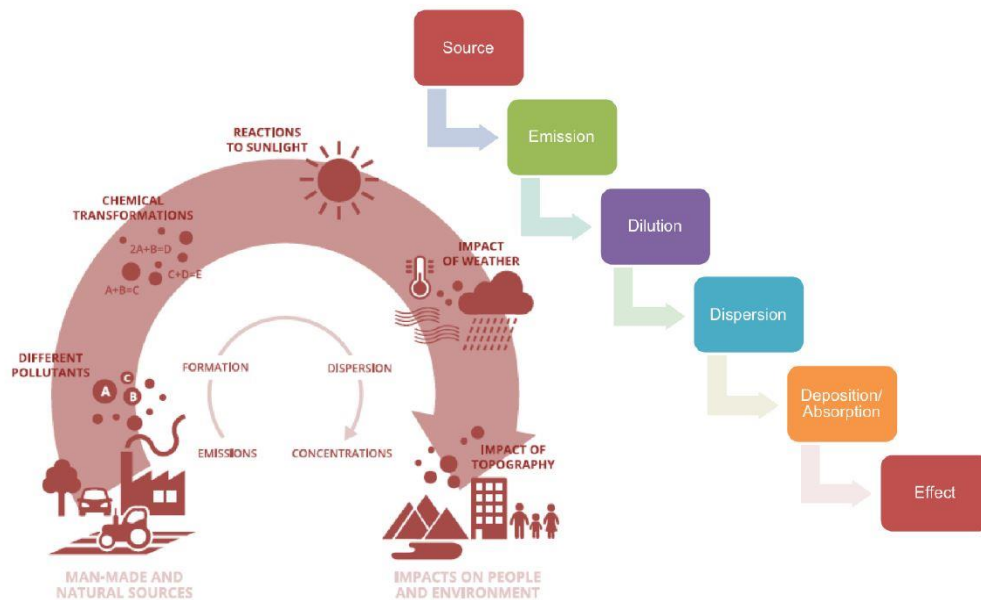 Source
Emission
Dilution
Dispersion
Deposition/
Absorption
Effect
REACTIONS
TO SUNLIGHT
CHEMICAL
TRANSFORMATIONS
2A+B=D
C+D=E
A+B=C
IMPACT
OF WEATHER
DIFFERENT
POLLUTANTS
A
C
B
FORMATION
DISPERSION
EMISSIONS
CONCENTRATIONS
IMPACT OF
TOPOGRAPHY
MAN-MADE AND
NATURAL SOURCES
IMPACTS ON PEOPLE
AND ENVIRONMENT